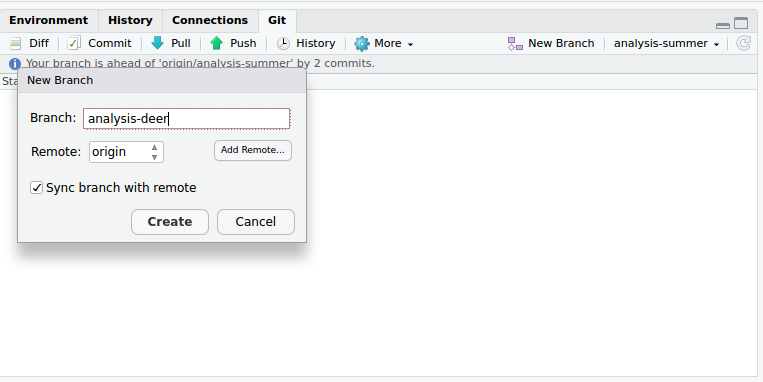 Environment History Connections Git
Diff Commit Pull Push History More New Branch analysis-summer
Your branch is ahead of 'origin/analysis-summer' by 2 commits.
Sta
New Branch
Branch: analysis-deer
Remote: origin Add Remote...
Sync branch with remote
Create Cancel